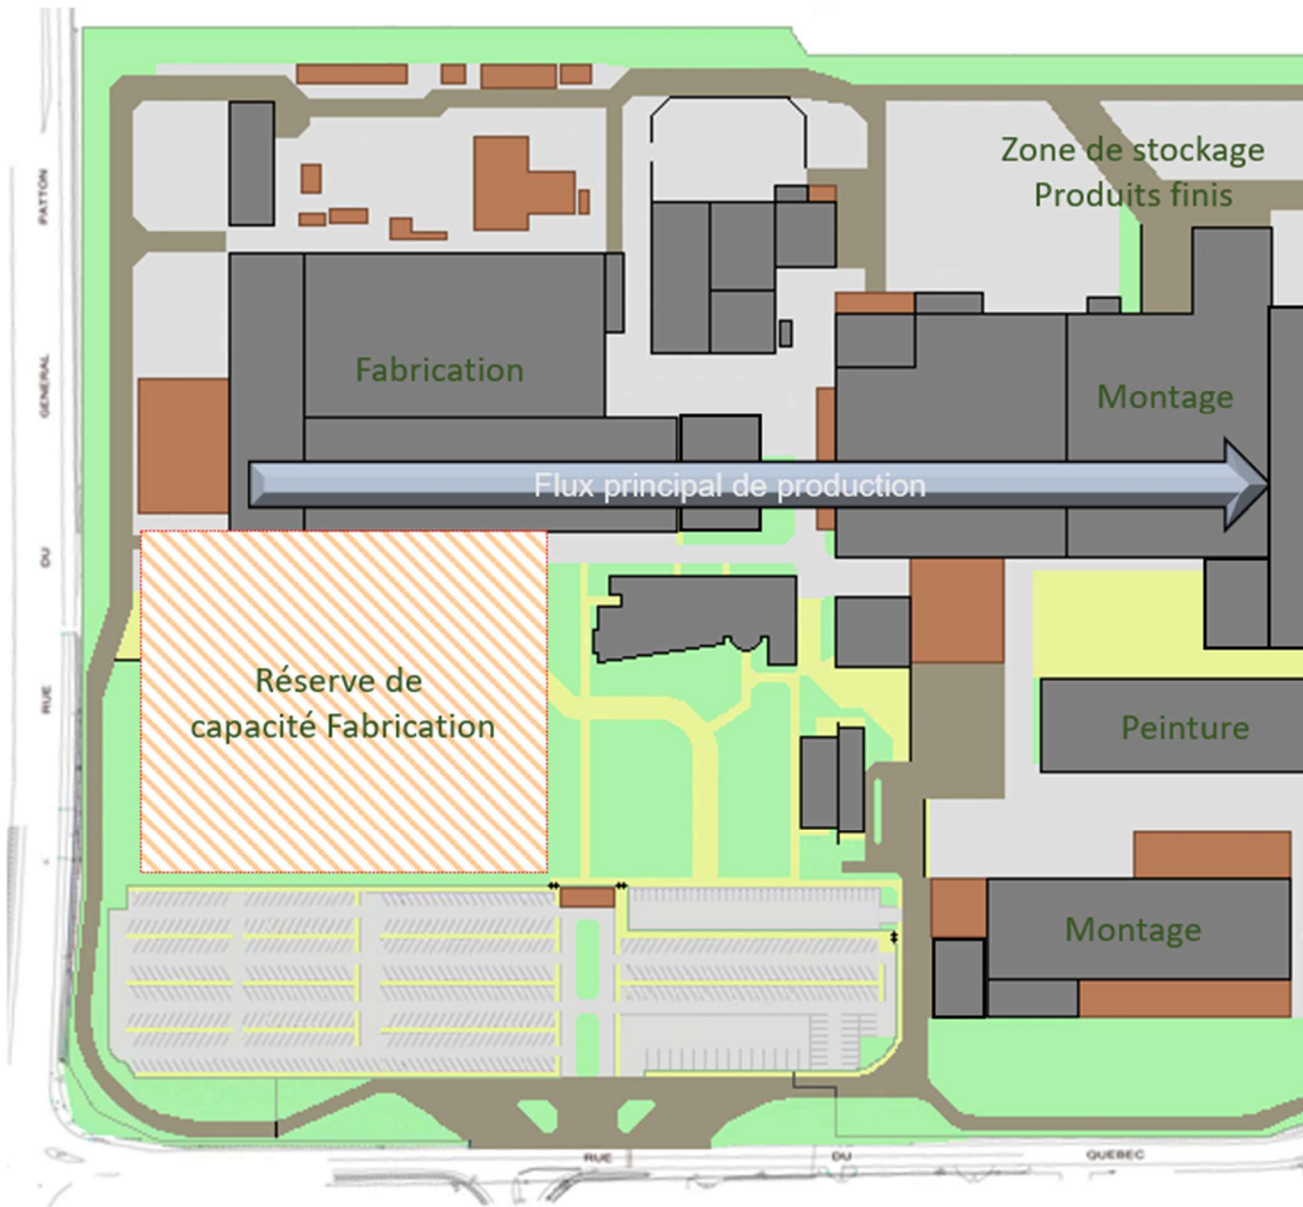 Zone de stockage
Produits finis
PATTON
GENERAL
DU
RUE
Fabrication
Montage
Flux principal de production
Réserve de
capacité Fabrication
Peinture
Montage
RUE DU QUEBEC